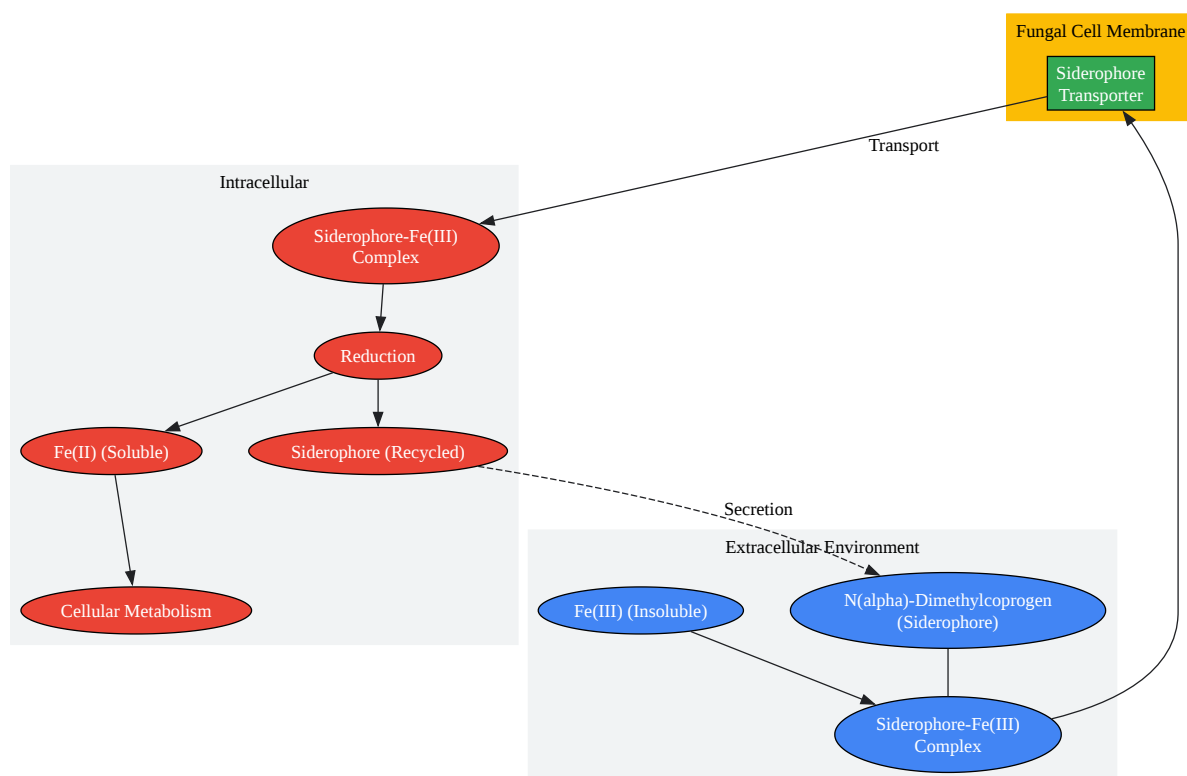 Fungal Cell Membrane
Siderophore
Transporter
Transport
Intracellular
Siderophore-Fe(III)
Complex
Reduction
Fe(II) (Soluble)
Siderophore (Recycled)
Secretion
Extracellular Environment
Cellular Metabolism
Fe(III) (Insoluble)
N(alpha)-Dimethylcoprogen
(Siderophore)
Siderophore-Fe(III)
Complex